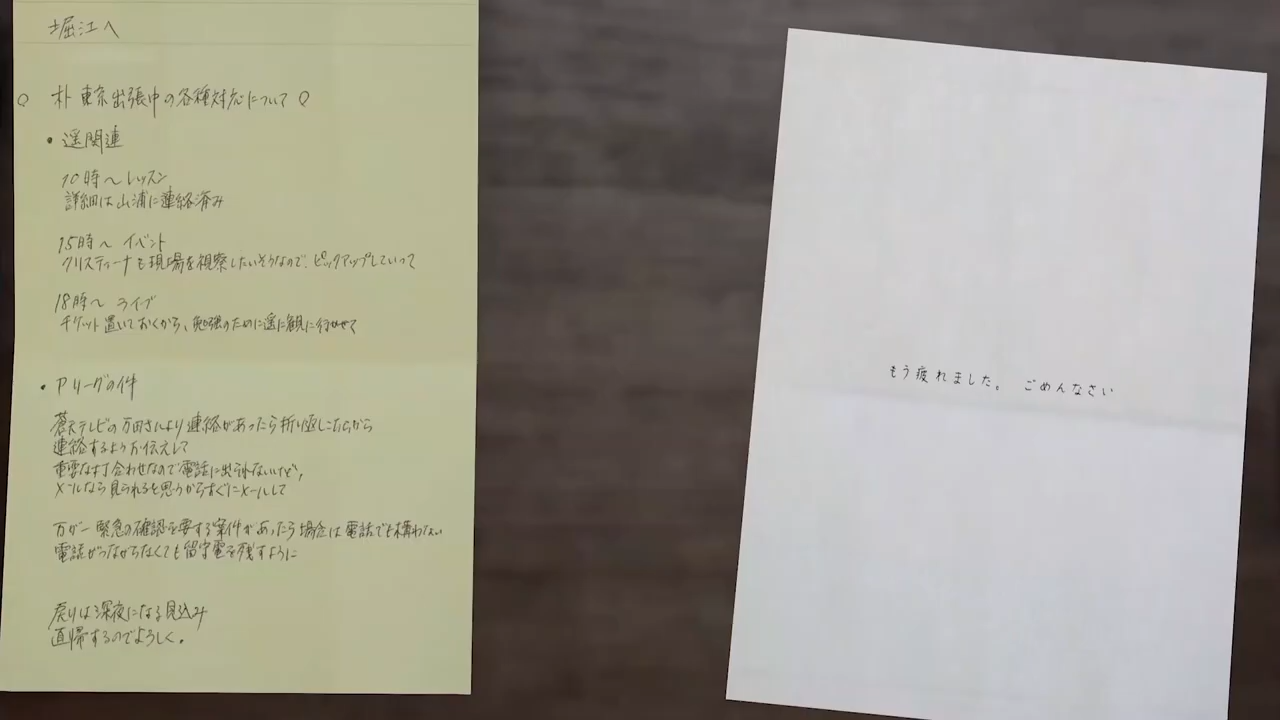 堀江へ
○ 朴 東京出張中の各種対応について ○
• 遥関連
10時〜 レッスン
詳細は山浦に連絡済み
15時〜 イベント
クリスティーナも現場を視察したいそうなので、ピックアップしていって
18時〜 ライブ
チケット置いておくから、勉強のために遥に観に行かせて
• Pリーグの件
蒼天テレビの万田さんより連絡があったら折り返しこちらから
連絡するようお伝えして
重要な打ち合わせなので電話に出られないけど、
メールなら見られると思うからすぐにメールして
万が一緊急の確認を要する案件があった場合は電話でも構わない
電話がつながらなくても留守電を残すように
戻りは深夜になる見込み
直帰するのでよろしく。
もう疲れました。 ごめんなさい